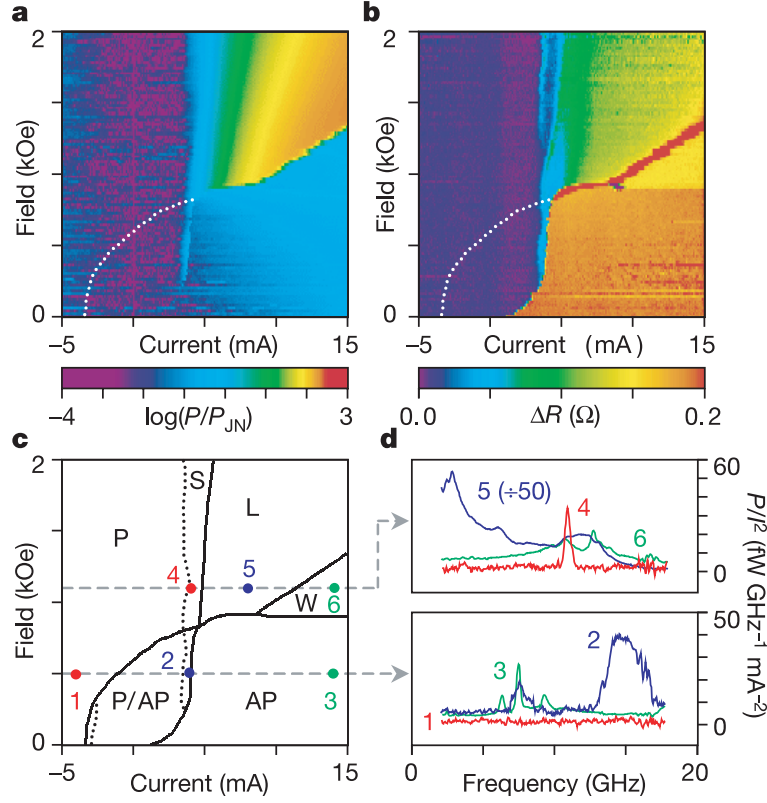 a
b
2
Field (kOe)
0
−5
Current (mA)
15
2
Field (kOe)
0
−5
Current (mA)
15
−4
log(P/P_JN)
3
0.0
ΔR (Ω)
0.2
c
d
2
Field (kOe)
0
P
S
L
4
5
W
6
1
2
P/AP
AP
3
−5
Current (mA)
15
5 (÷50)
4
6
60
40
20
0
2
3
1
50
0
P/I² (fW GHz⁻¹ mA⁻²)
0
Frequency (GHz)
20